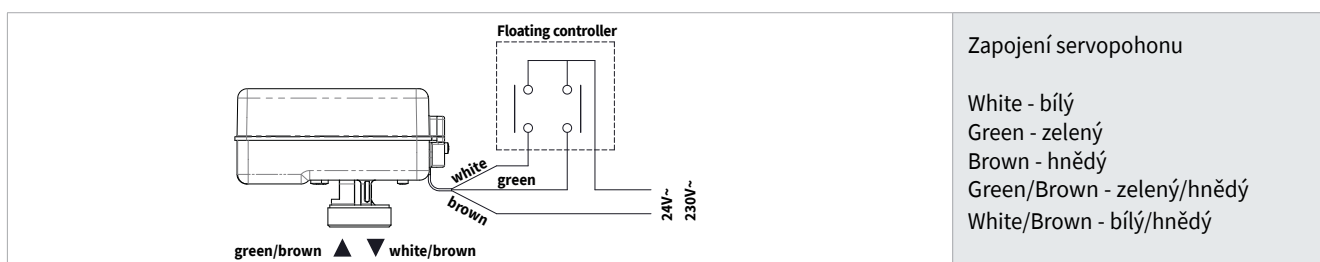 Floating controller
white
green
brown
24V~
230V~
green/brown ▲ ▼ white/brown
Zapojení servopohonu
White - bílý
Green - zelený
Brown - hnědý
Green/Brown - zelený/hnědý
White/Brown - bílý/hnědý